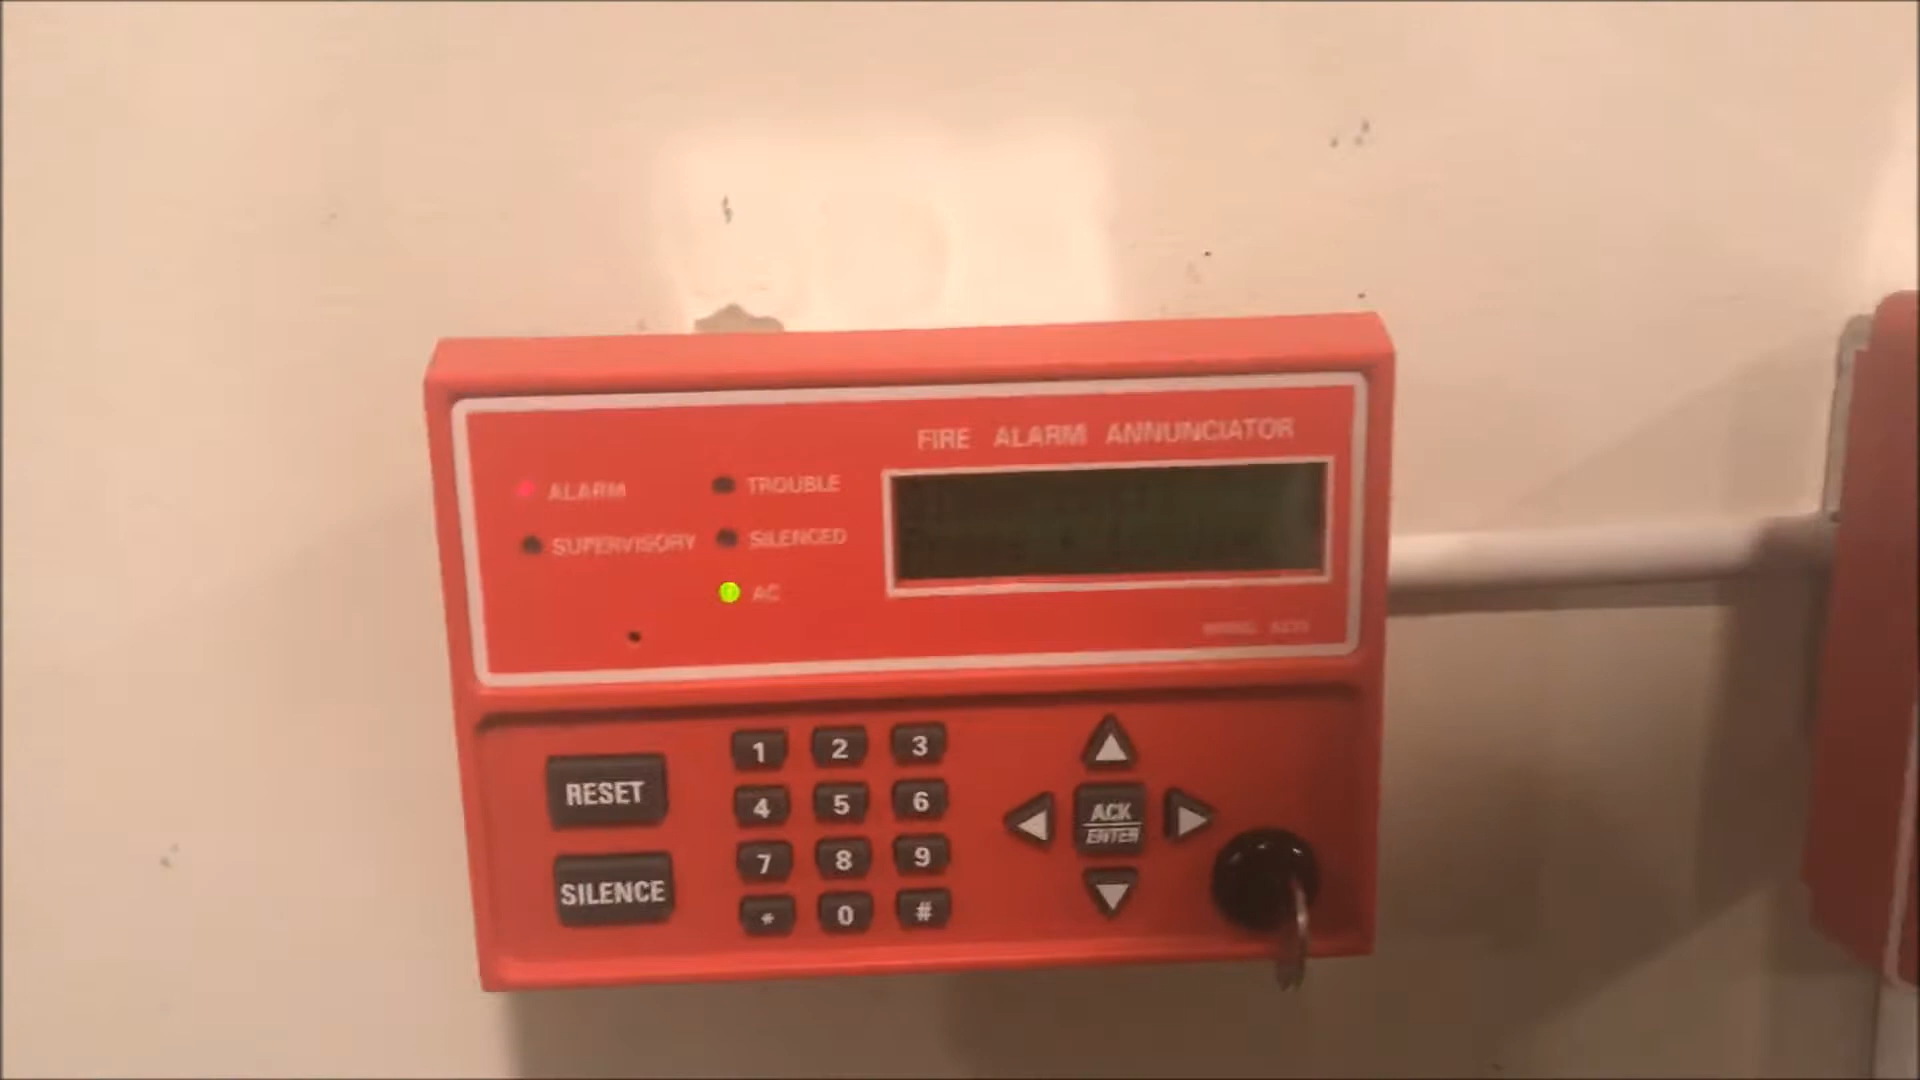 FIRE ALARM ANNUNCIATOR
ALARM
TROUBLE
SUPERVISORY
SILENCED
AC
MODEL
RESET
SILENCE
1 2 3
4 5 6
7 8 9
* 0 #
ACK
ENTER